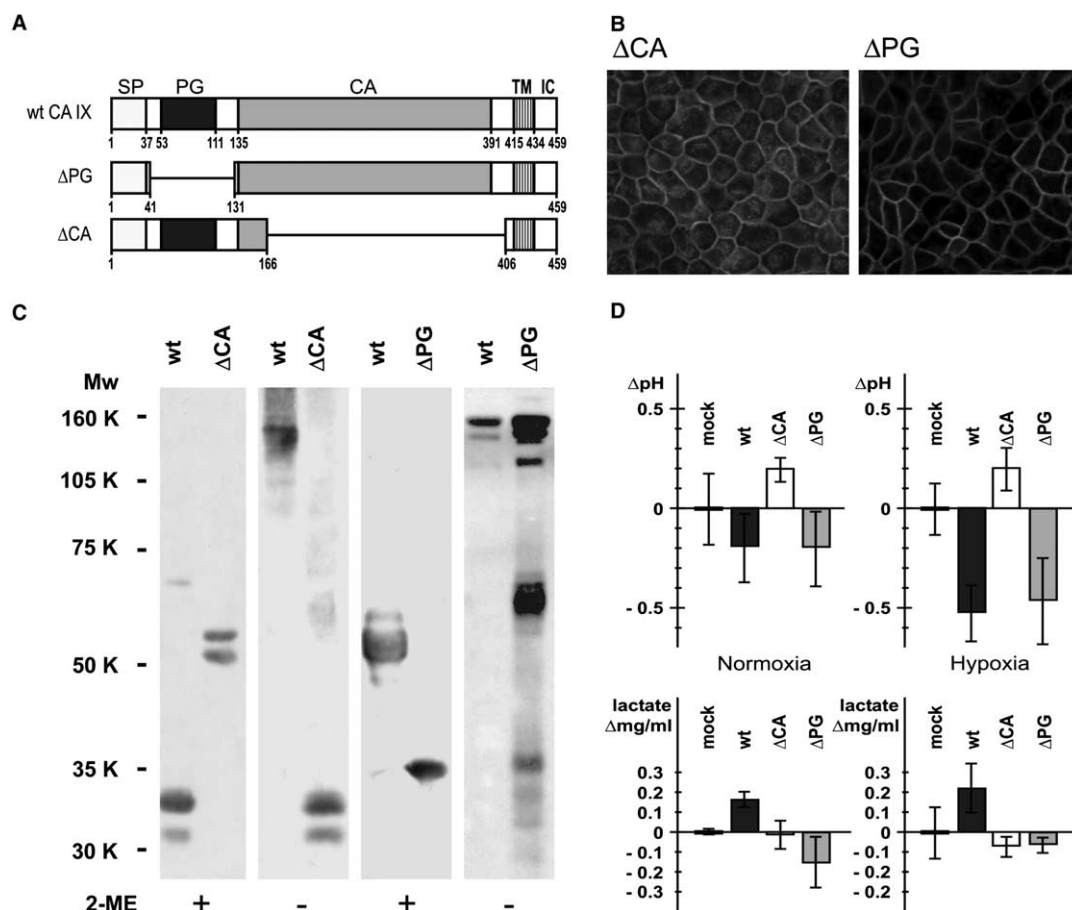 A
SP PG CA TM IC
wt CA IX
1 37 53 111 135 391 415 434 459
ΔPG
1 41 131 459
ΔCA
1 166 406 459
B
ΔCA ΔPG
C
wt ΔCA wt ΔCA wt ΔPG wt ΔPG
Mw
160 K -
105 K -
75 K -
50 K -
35 K -
30 K -
2-ME + - + -
D
ΔpH
0.5
0
- 0.5
mock wt ΔCA ΔPG
Normoxia
ΔpH
0.5
0
- 0.5
mock wt ΔCA ΔPG
Hypoxia
lactate
Δmg/ml
mock wt ΔCA ΔPG
0.3
0.2
0.1
0
- 0.1
- 0.2
- 0.3
lactate
Δmg/ml
mock wt ΔCA ΔPG
0.3
0.2
0.1
0
- 0.1
0.2